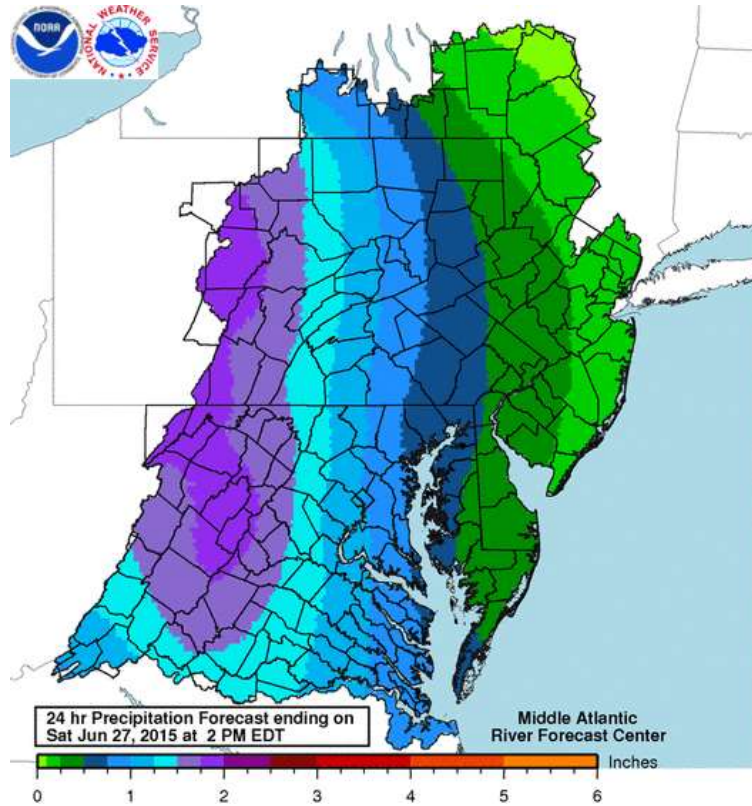 NOAA
NATIONAL WEATHER SERVICE
24 hr Precipitation Forecast ending on
Sat Jun 27, 2015 at 2 PM EDT
Middle Atlantic
River Forecast Center
Inches
0 1 2 3 4 5 6